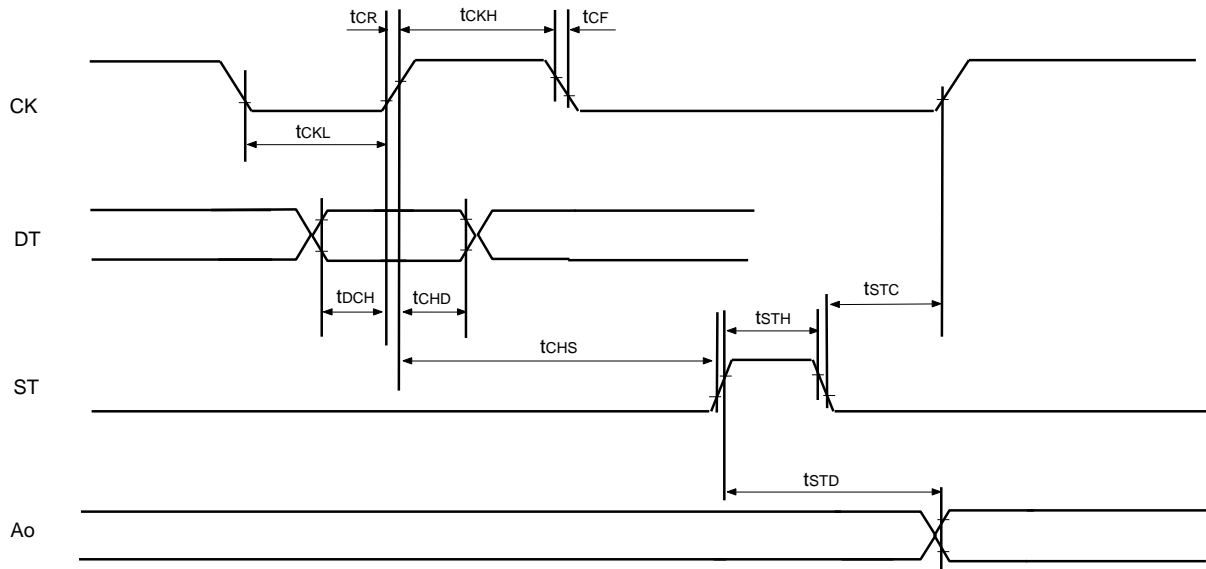 tCR
tCKH
tCF
CK
tCKL
DT
tDCH
tCHD
tSTC
tSTH
tCHS
ST
tSTD
Ao